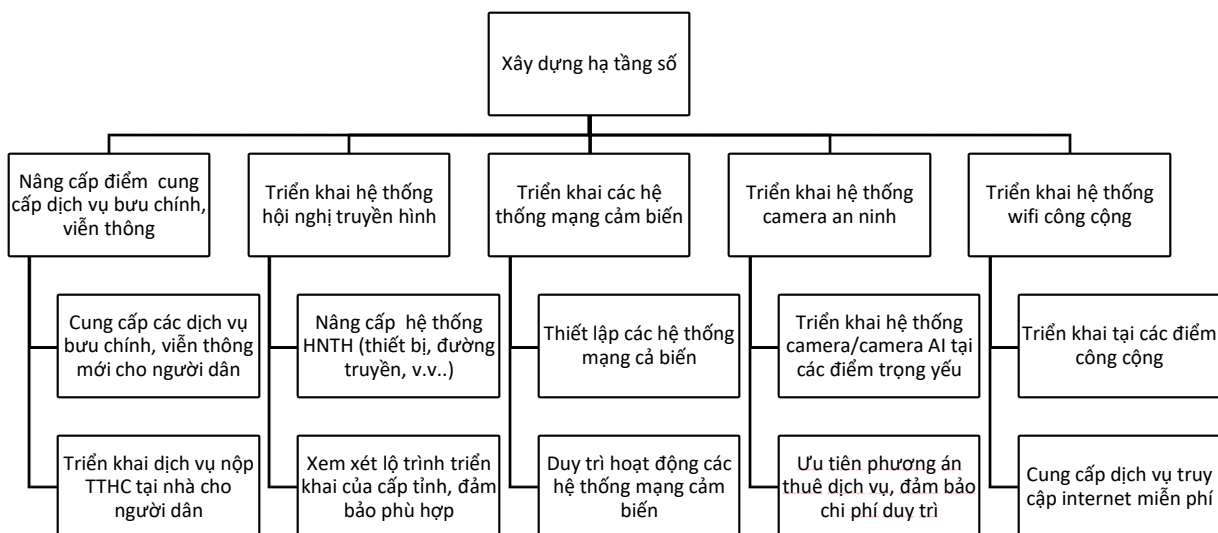 Xây dựng hạ tầng số
Nâng cấp điểm cung
cấp dịch vụ bưu chính,
viễn thông
Cung cấp các dịch vụ
bưu chính, viễn thông
mới cho người dân
Triển khai dịch vụ nộp
TTHC tại nhà cho
người dân
Triển khai hệ thống
hội nghị truyền hình
Nâng cấp hệ thống
HNTH (thiết bị, đường
truyền, v.v..)
Xem xét lộ trình triển
khai của cấp tỉnh, đảm
bảo phù hợp
Triển khai các hệ
thống mạng cảm biến
Thiết lập các hệ thống
mạng cả biến
Duy trì hoạt động các
hệ thống mạng cảm
biến
Triển khai hệ thống
camera an ninh
Triển khai hệ thống
camera/camera AI tại
các điểm trọng yếu
Ưu tiên phương án
thuê dịch vụ, đảm bảo
chi phí duy trì
Triển khai hệ thống
wifi công cộng
Triển khai tại các điểm
công cộng
Cung cấp dịch vụ truy
cập internet miễn phí